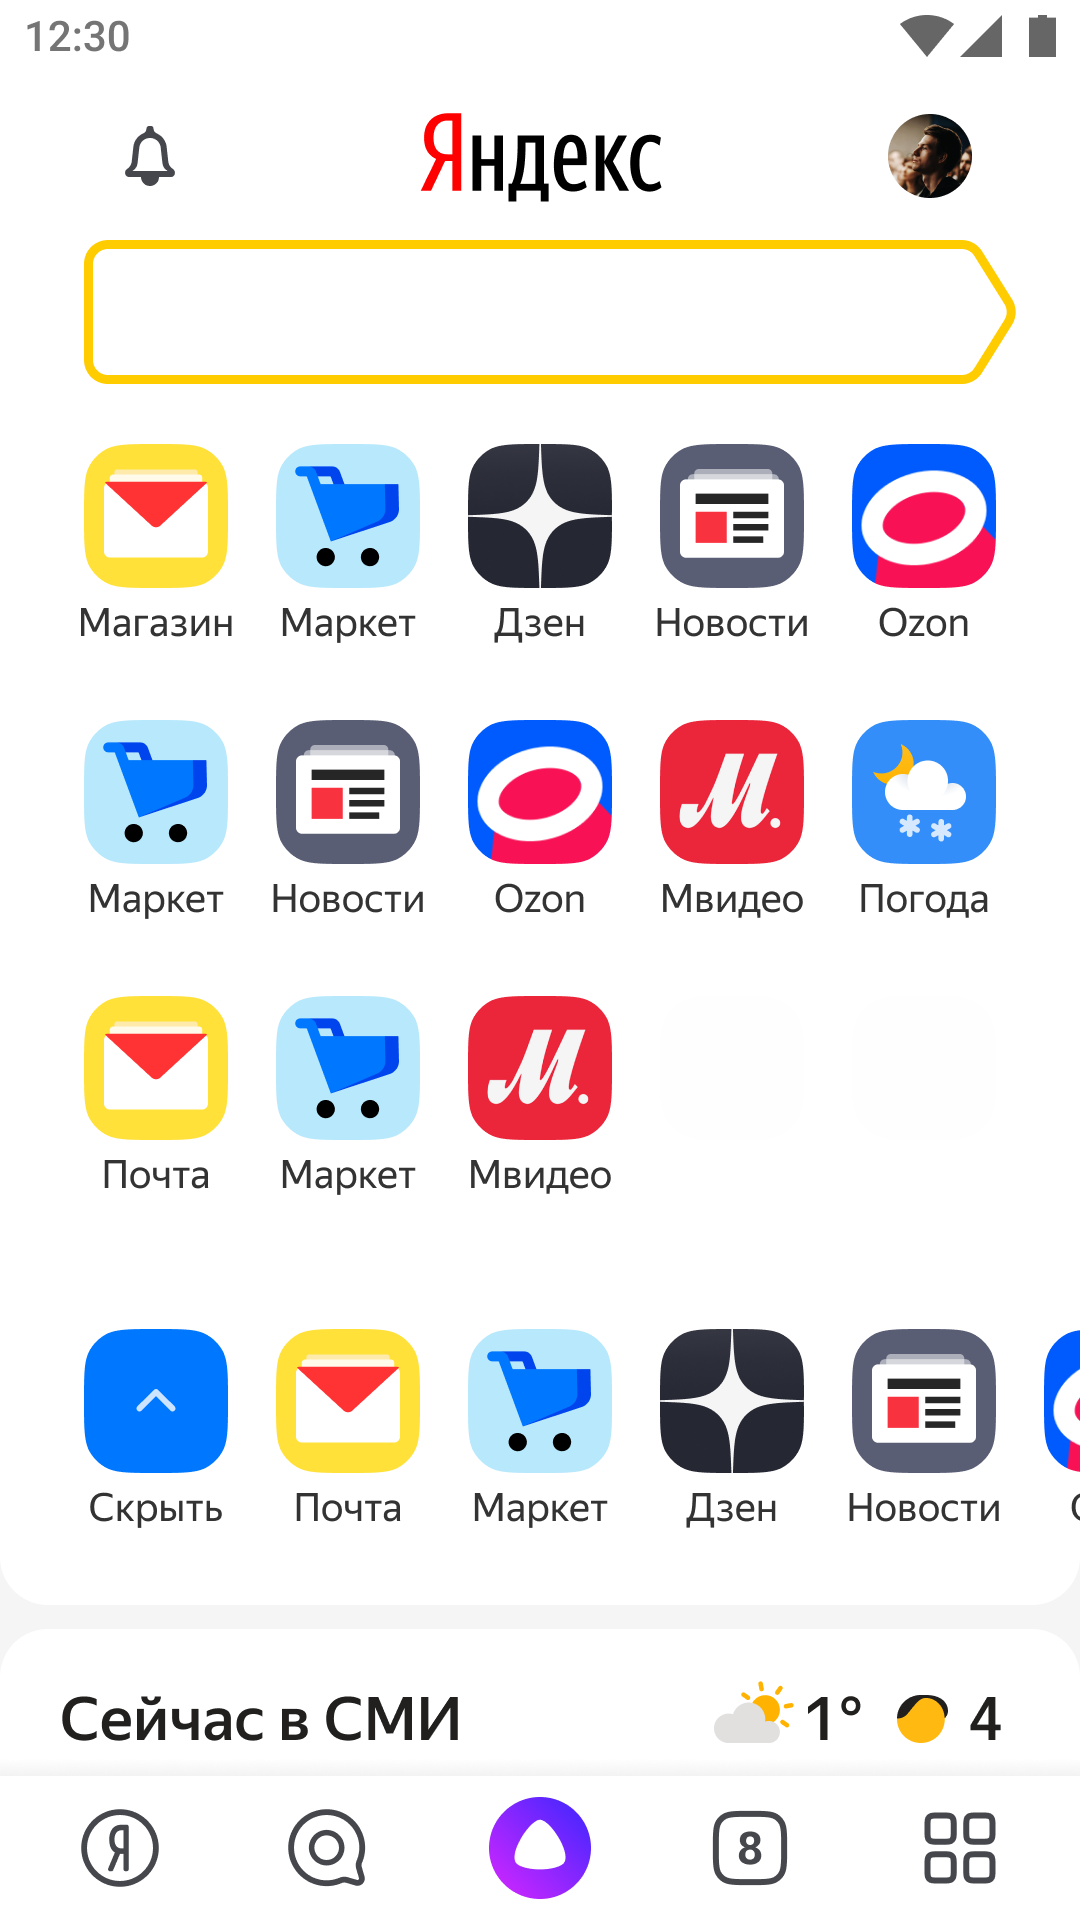 12:30
Яндекс
Магазин Маркет Дзен Новости Ozon
Маркет Новости Ozon Мвидео Погода
Почта Маркет Мвидео
Скрыть Почта Маркет Дзен Новости
Сейчас в СМИ 1° 4
Я 8